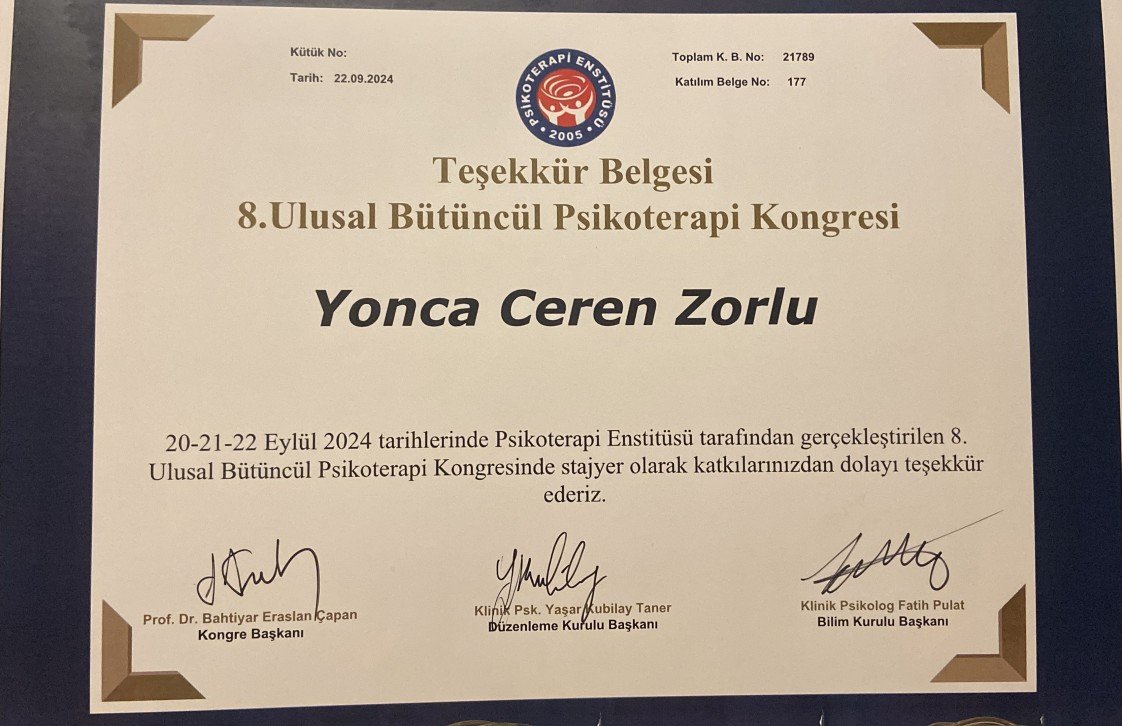 Kütük No:
Tarih: 22.09.2024
PSİKOTERAPİ ENSTİTÜSÜ
• 2005 •
Toplam K. B. No: 21789
Katılım Belge No: 177
Teşekkür Belgesi
8.Ulusal Bütüncül Psikoterapi Kongresi
Yonca Ceren Zorlu
20-21-22 Eylül 2024 tarihlerinde Psikoterapi Enstitüsü tarafından gerçekleştirilen 8.
Ulusal Bütüncül Psikoterapi Kongresinde stajyer olarak katkılarınızdan dolayı teşekkür
ederiz.
Prof. Dr. Bahtiyar Eraslan Çapan
Kongre Başkanı
Klinik Psk. Yaşar Kubilay Taner
Düzenleme Kurulu Başkanı
Klinik Psikolog Fatih Pulat
Bilim Kurulu Başkanı